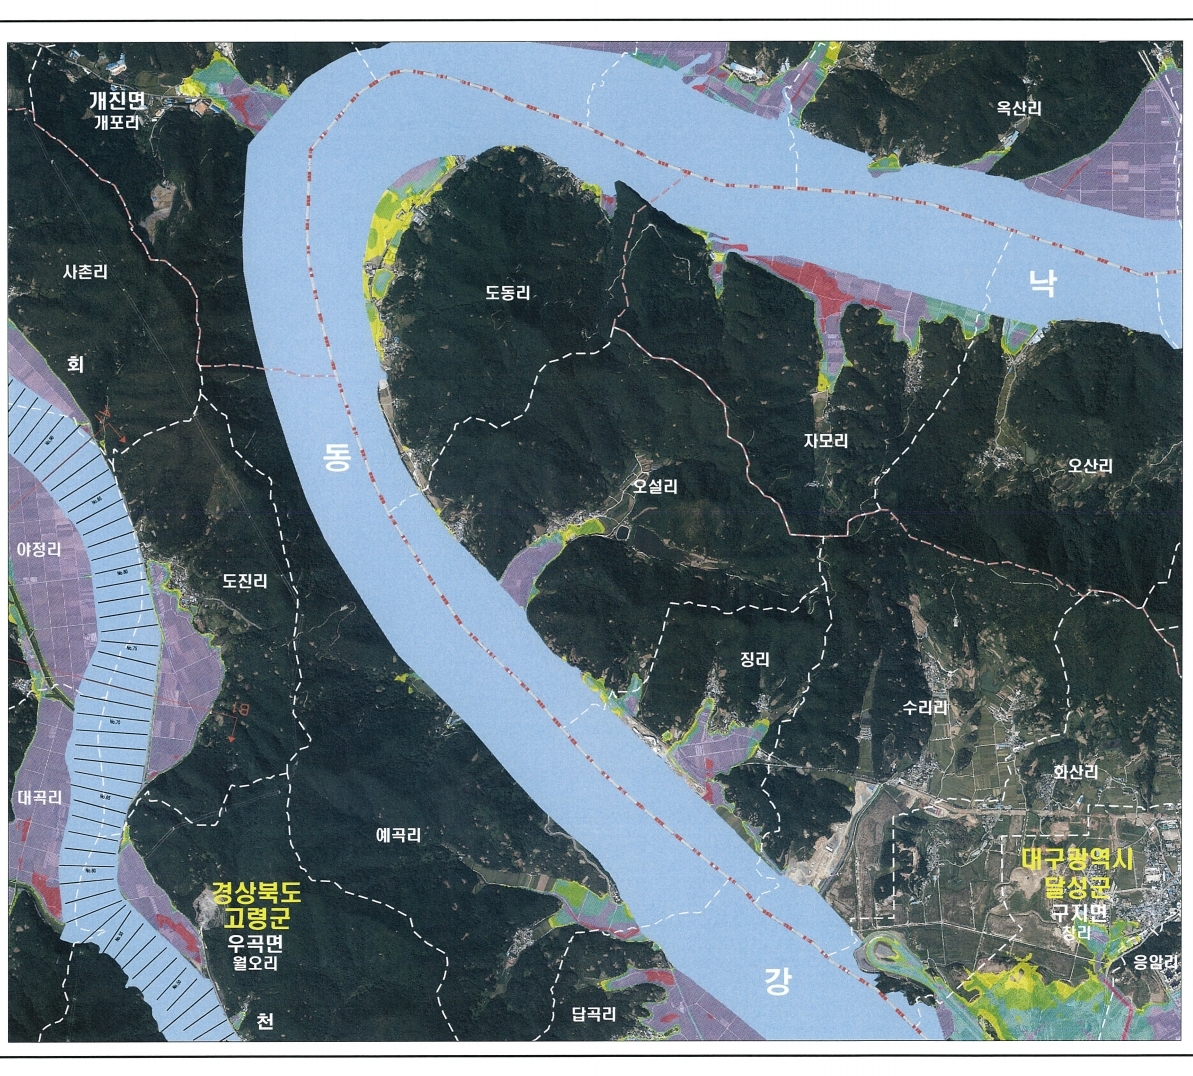 개진면
개포리
옥산리
사촌리
낙
도동리
회
자모리
동
오산리
오설리
야정리
도진리
징리
수리리
B1
화산리
대곡리
예곡리
대구광역시
달성군
구지면
징리
경상북도
고령군
우곡면
월오리
응암리
강
답곡리
천